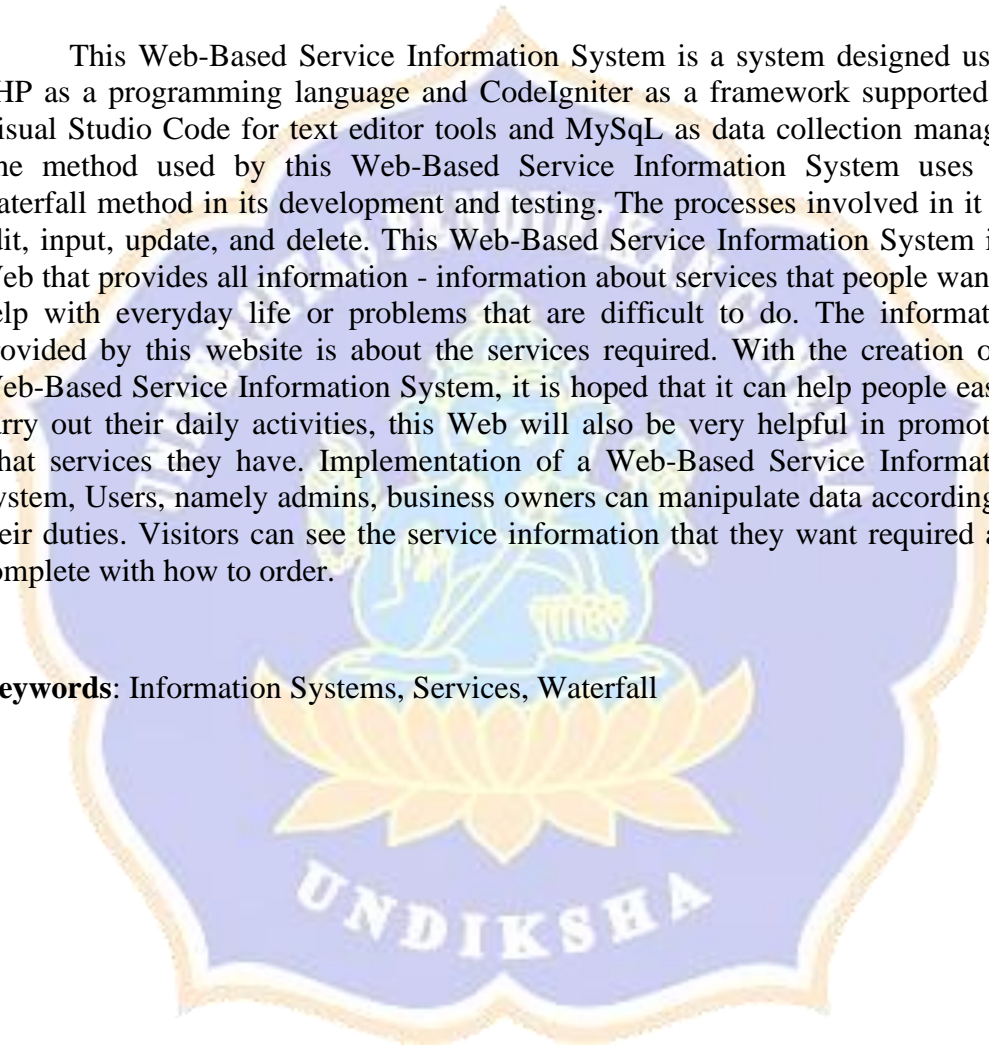 This Web-Based Service Information System is a system designed us
HP as a programming language and CodeIgniter as a framework supported
isual Studio Code for text editor tools and MySqL as data collection manag
he method used by this Web-Based Service Information System uses
aterfall method in its development and testing. The processes involved in it
dit, input, update, and delete. This Web-Based Service Information System i
eb that provides all information - information about services that people want
elp with everyday life or problems that are difficult to do. The informat
rovided by this website is about the services required. With the creation o
eb-Based Service Information System, it is hoped that it can help people eas
arry out their daily activities, this Web will also be very helpful in promot
hat services they have. Implementation of a Web-Based Service Informat
ystem, Users, namely admins, business owners can manipulate data according
eir duties. Visitors can see the service information that they want required a
omplete with how to order.
eywords: Information Systems, Services, Waterfall
UNIVERSITAS PENDIDIKAN GANESHA
UNDIKSHA